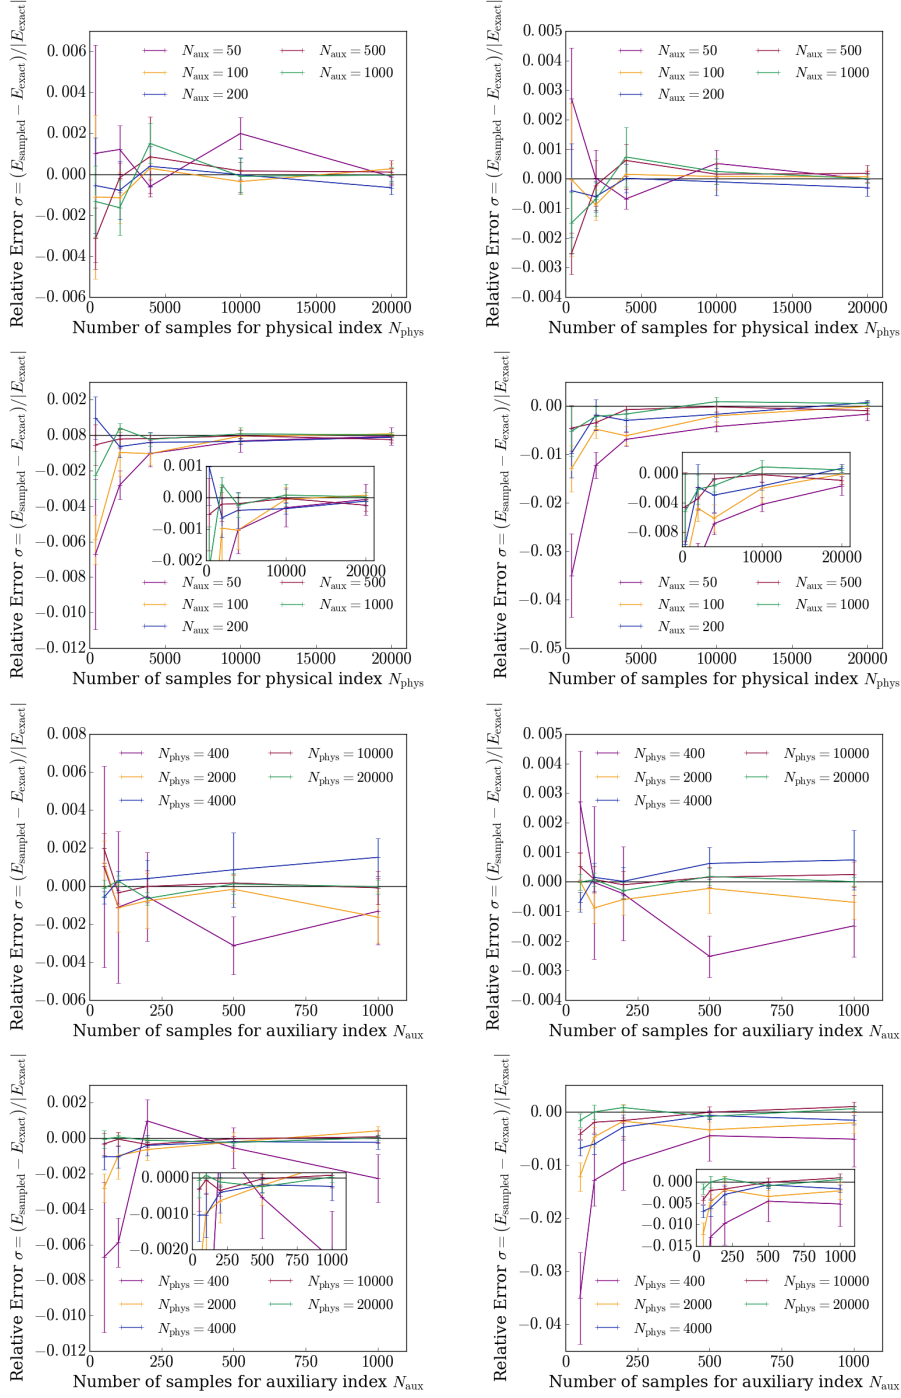 Relative Error σ = (E_sampled − E_exact)/|E_exact|
0.006
0.004
0.002
0.000
−0.002
−0.004
−0.006
N_aux = 50
N_aux = 100
N_aux = 200
N_aux = 500
N_aux = 1000
0 5000 10000 15000 20000
Number of samples for physical index N_phys
Relative Error σ = (E_sampled − E_exact)/|E_exact|
0.005
0.004
0.003
0.002
0.001
0.000
−0.001
−0.002
−0.003
−0.004
N_aux = 50
N_aux = 100
N_aux = 200
N_aux = 500
N_aux = 1000
0 5000 10000 15000 20000
Number of samples for physical index N_phys
Relative Error σ = (E_sampled − E_exact)/|E_exact|
0.002
0.000
−0.002
−0.004
−0.006
−0.008
−0.010
−0.012
0.001
0.000
−0.001
−0.002
0 10000 20000
N_aux = 50
N_aux = 100
N_aux = 200
N_aux = 500
N_aux = 1000
0 5000 10000 15000 20000
Number of samples for physical index N_phys
Relative Error σ = (E_sampled − E_exact)/|E_exact|
0.00
−0.01
−0.02
−0.03
−0.04
−0.05
0.000
−0.004
−0.008
0 10000 20000
N_aux = 50
N_aux = 100
N_aux = 200
N_aux = 500
N_aux = 1000
0 5000 10000 15000 20000
Number of samples for physical index N_phys
Relative Error σ = (E_sampled − E_exact)/|E_exact|
0.008
0.006
0.004
0.002
0.000
−0.002
−0.004
−0.006
N_phys = 400
N_phys = 2000
N_phys = 4000
N_phys = 10000
N_phys = 20000
0 250 500 750 1000
Number of samples for auxiliary index N_aux
Relative Error σ = (E_sampled − E_exact)/|E_exact|
0.005
0.004
0.003
0.002
0.001
0.000
−0.001
−0.002
−0.003
−0.004
N_phys = 400
N_phys = 2000
N_phys = 4000
N_phys = 10000
N_phys = 20000
0 250 500 750 1000
Number of samples for auxiliary index N_aux
Relative Error σ = (E_sampled − E_exact)/|E_exact|
0.002
0.000
−0.002
−0.004
−0.006
−0.008
−0.010
−0.012
0.0000
−0.0010
−0.0020
0 250 500 750 1000
N_phys = 400
N_phys = 2000
N_phys = 4000
N_phys = 10000
N_phys = 20000
0 250 500 750 1000
Number of samples for auxiliary index N_aux
Relative Error σ = (E_sampled − E_exact)/|E_exact|
0.00
−0.01
−0.02
−0.03
−0.04
0.000
−0.005
−0.010
−0.015
0 250 500 750 1000
N_phys = 400
N_phys = 2000
N_phys = 4000
N_phys = 10000
N_phys = 20000
0 250 500 750 1000
Number of samples for auxiliary index N_aux